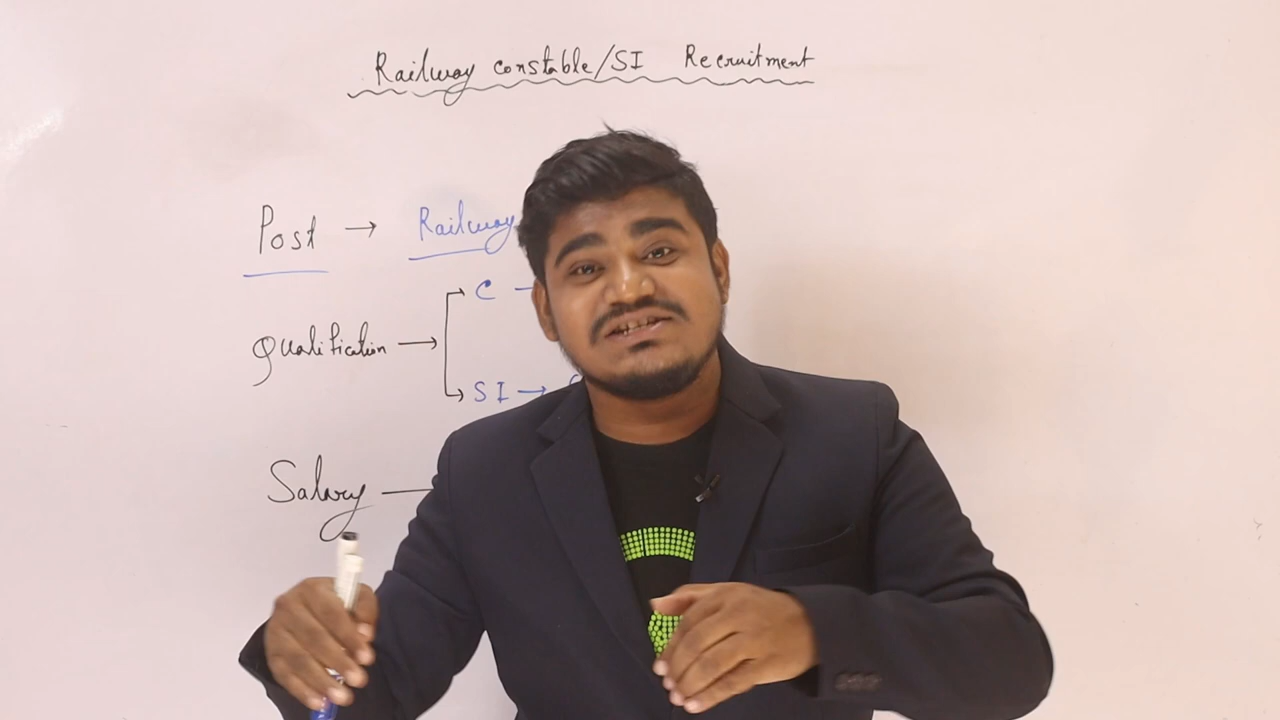 Railway constable/SI Recruitment
Post → Railway
Qualification → C →
SI →
Salary